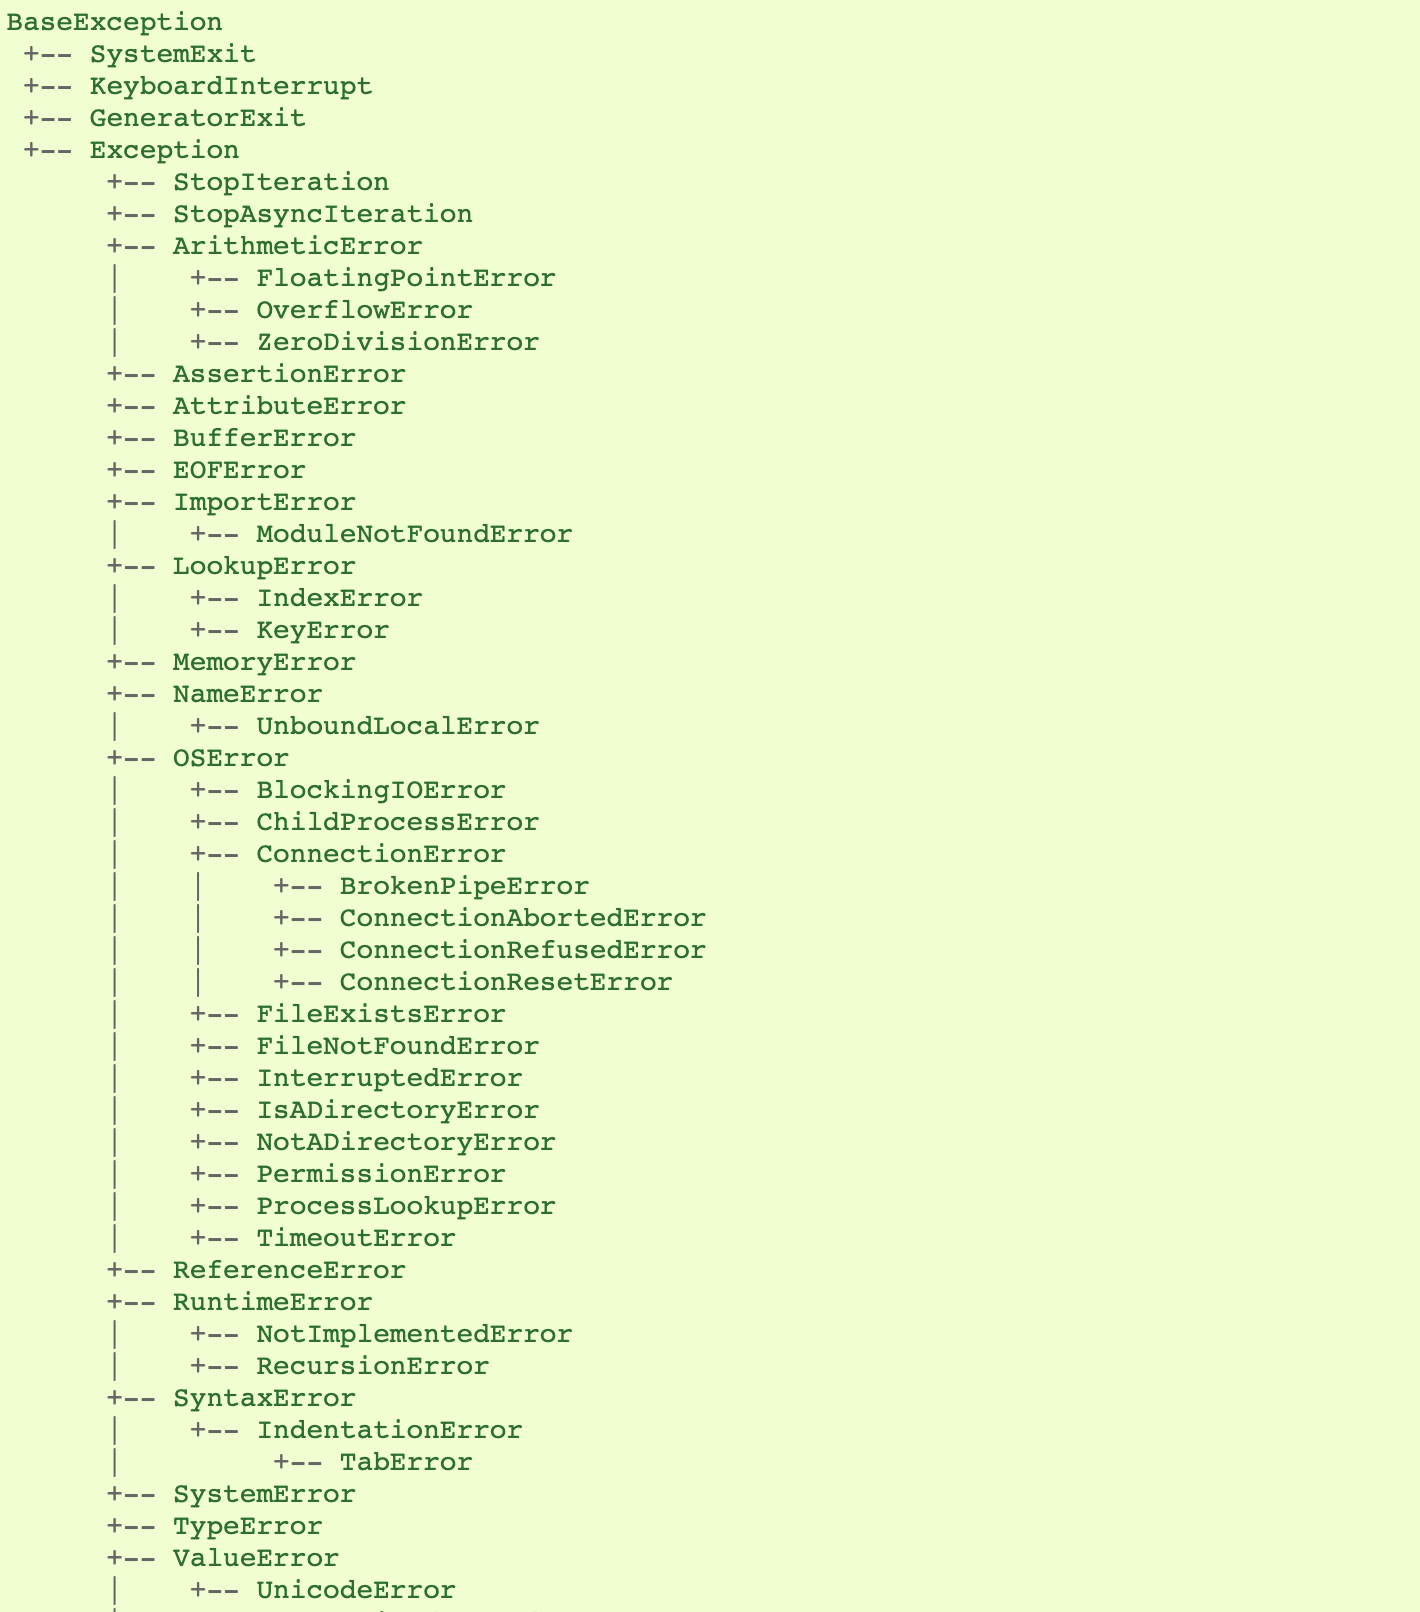 BaseException
 +-- SystemExit
 +-- KeyboardInterrupt
 +-- GeneratorExit
 +-- Exception
      +-- StopIteration
      +-- StopAsyncIteration
      +-- ArithmeticError
      |    +-- FloatingPointError
      |    +-- OverflowError
      |    +-- ZeroDivisionError
      +-- AssertionError
      +-- AttributeError
      +-- BufferError
      +-- EOFError
      +-- ImportError
      |    +-- ModuleNotFoundError
      +-- LookupError
      |    +-- IndexError
      |    +-- KeyError
      +-- MemoryError
      +-- NameError
      |    +-- UnboundLocalError
      +-- OSError
      |    +-- BlockingIOError
      |    +-- ChildProcessError
      |    +-- ConnectionError
      |    |    +-- BrokenPipeError
      |    |    +-- ConnectionAbortedError
      |    |    +-- ConnectionRefusedError
      |    |    +-- ConnectionResetError
      |    +-- FileExistsError
      |    +-- FileNotFoundError
      |    +-- InterruptedError
      |    +-- IsADirectoryError
      |    +-- NotADirectoryError
      |    +-- PermissionError
      |    +-- ProcessLookupError
      |    +-- TimeoutError
      +-- ReferenceError
      +-- RuntimeError
      |    +-- NotImplementedError
      |    +-- RecursionError
      +-- SyntaxError
      |    +-- IndentationError
      |         +-- TabError
      +-- SystemError
      +-- TypeError
      +-- ValueError
      |    +-- UnicodeError